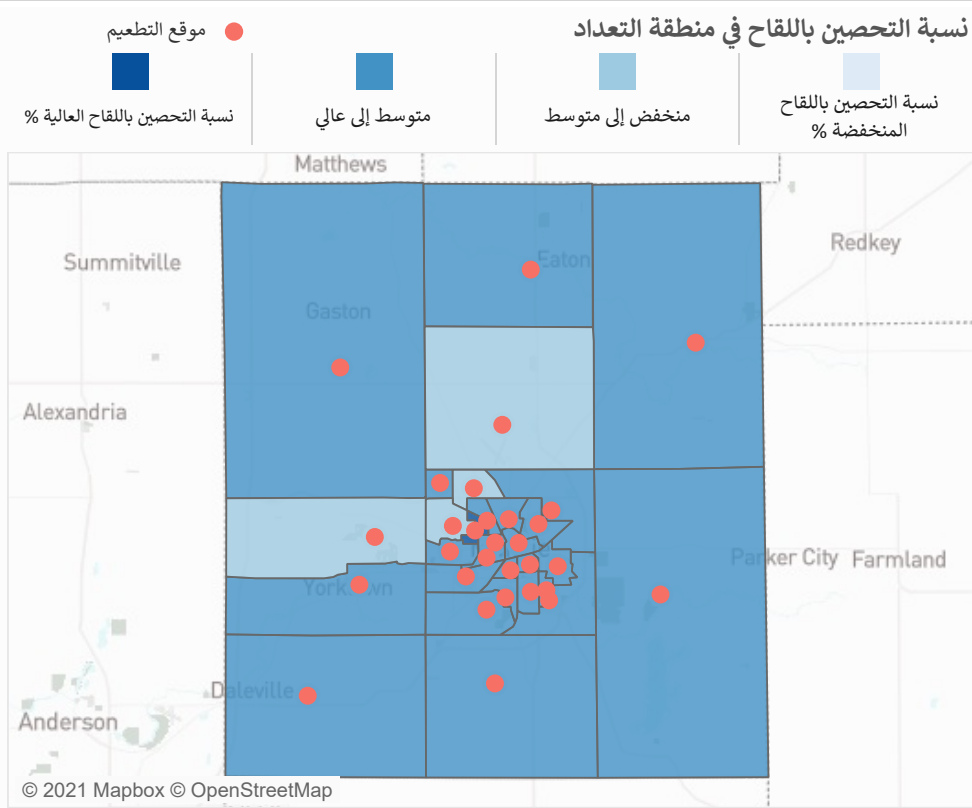 نسبة التحصين باللقاح في منطقة التعداد
موقع التطعيم
نسبة التحصين باللقاح
المنخفضة %
منخفض إلى متوسط
متوسط إلى عالي
نسبة التحصين باللقاح العالية %
Matthews
Summitville
Eaton
Redkey
Gaston
Alexandria
Parker City
Farmland
Daleville
Anderson
© 2021 Mapbox © OpenStreetMap